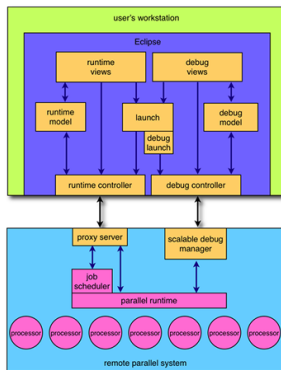 user's workstation
Eclipse
runtime
views
debug
views
runtime
model
launch
debug
model
debug
launch
runtime controller
debug controller
proxy server
scalable debug
manager
job
scheduler
parallel runtime
processor
processor
processor
processor
processor
processor
processor
remote parallel system